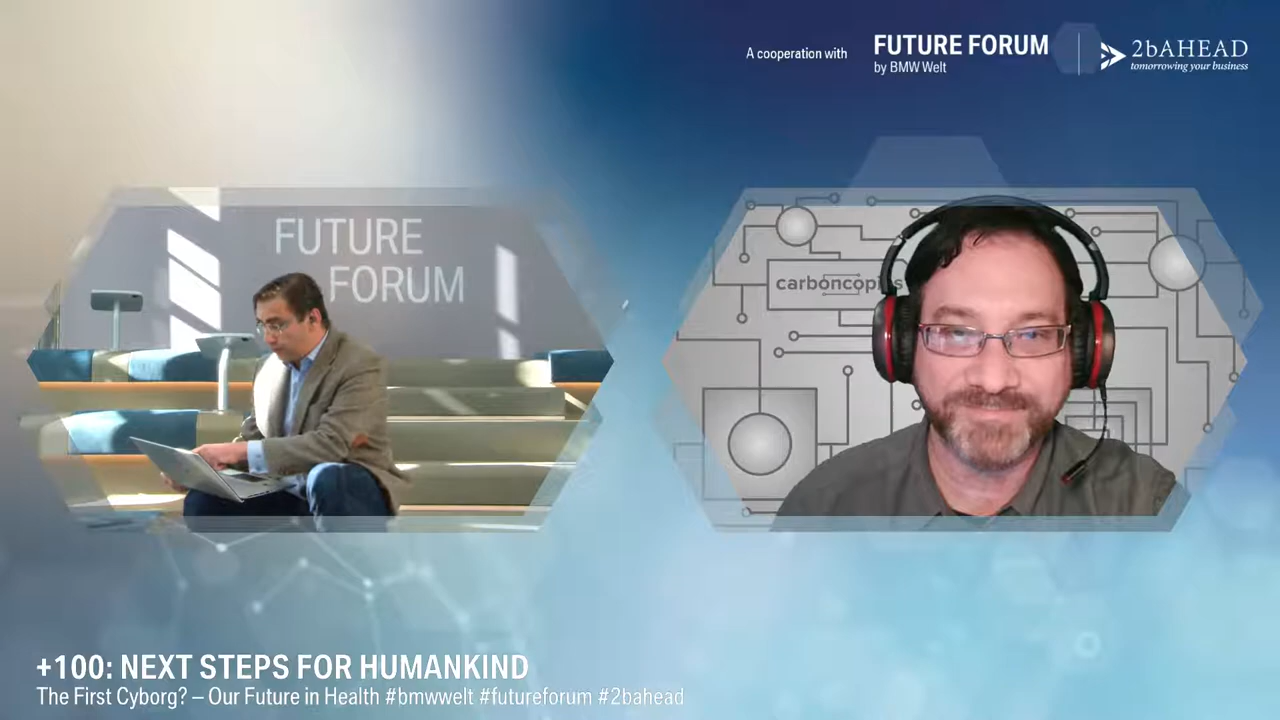 A cooperation with
FUTURE FORUM
by BMW Welt
2bAHEAD
tomorrowing your business
FUTURE
FORUM
+100: NEXT STEPS FOR HUMANKIND
The First Cyborg? – Our Future in Health #bmwwelt #futureforum #2bahead